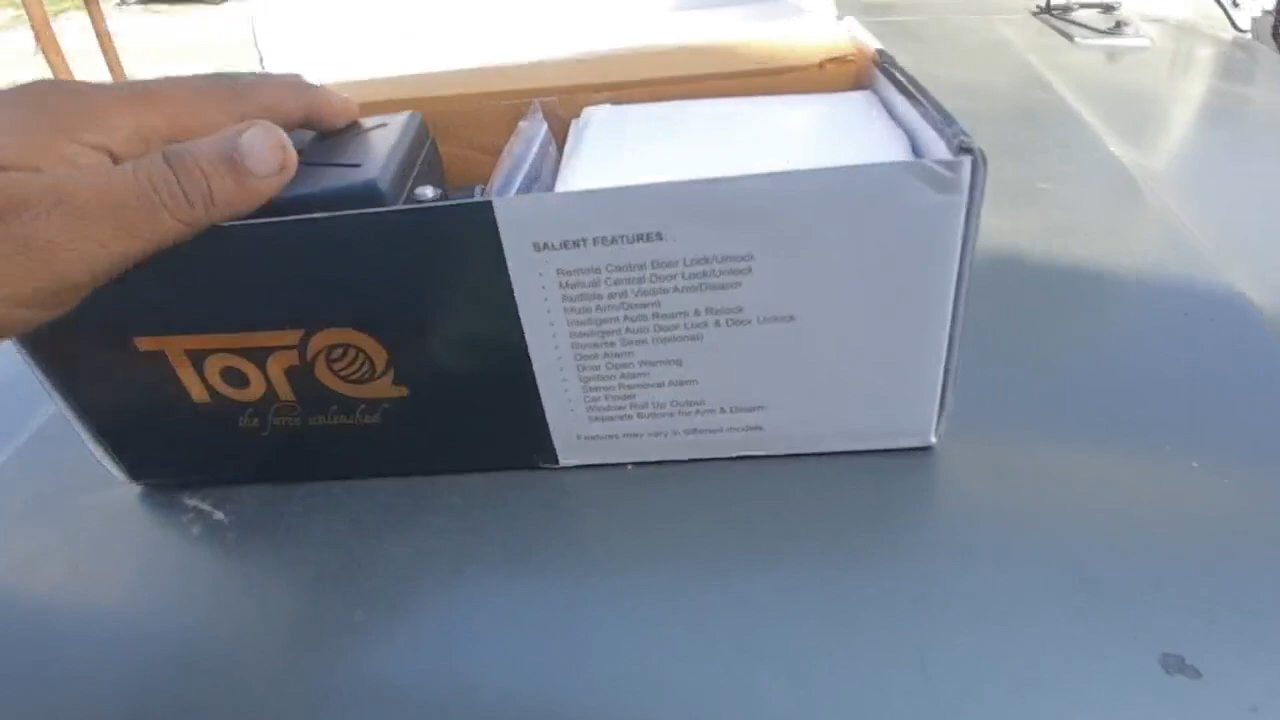 TorQ
the force unleashed
SALIENT FEATURES:
• Remote Central Door Lock/Unlock
• Manual Central Door Lock/Unlock
• Audible and Visible Arm/Disarm
• Mute Arm/Disarm
• Intelligent Auto Rearm & Relock
• Intelligent Auto Door Lock & Door Unlock
• Reverse Siren (optional)
• Door Alarm
• Door Open Warning
• Ignition Alarm
• Stereo Removal Alarm
• Car Finder
• Window Roll Up Output
• Separate Buttons for Arm & Disarm
Features may vary in different models.